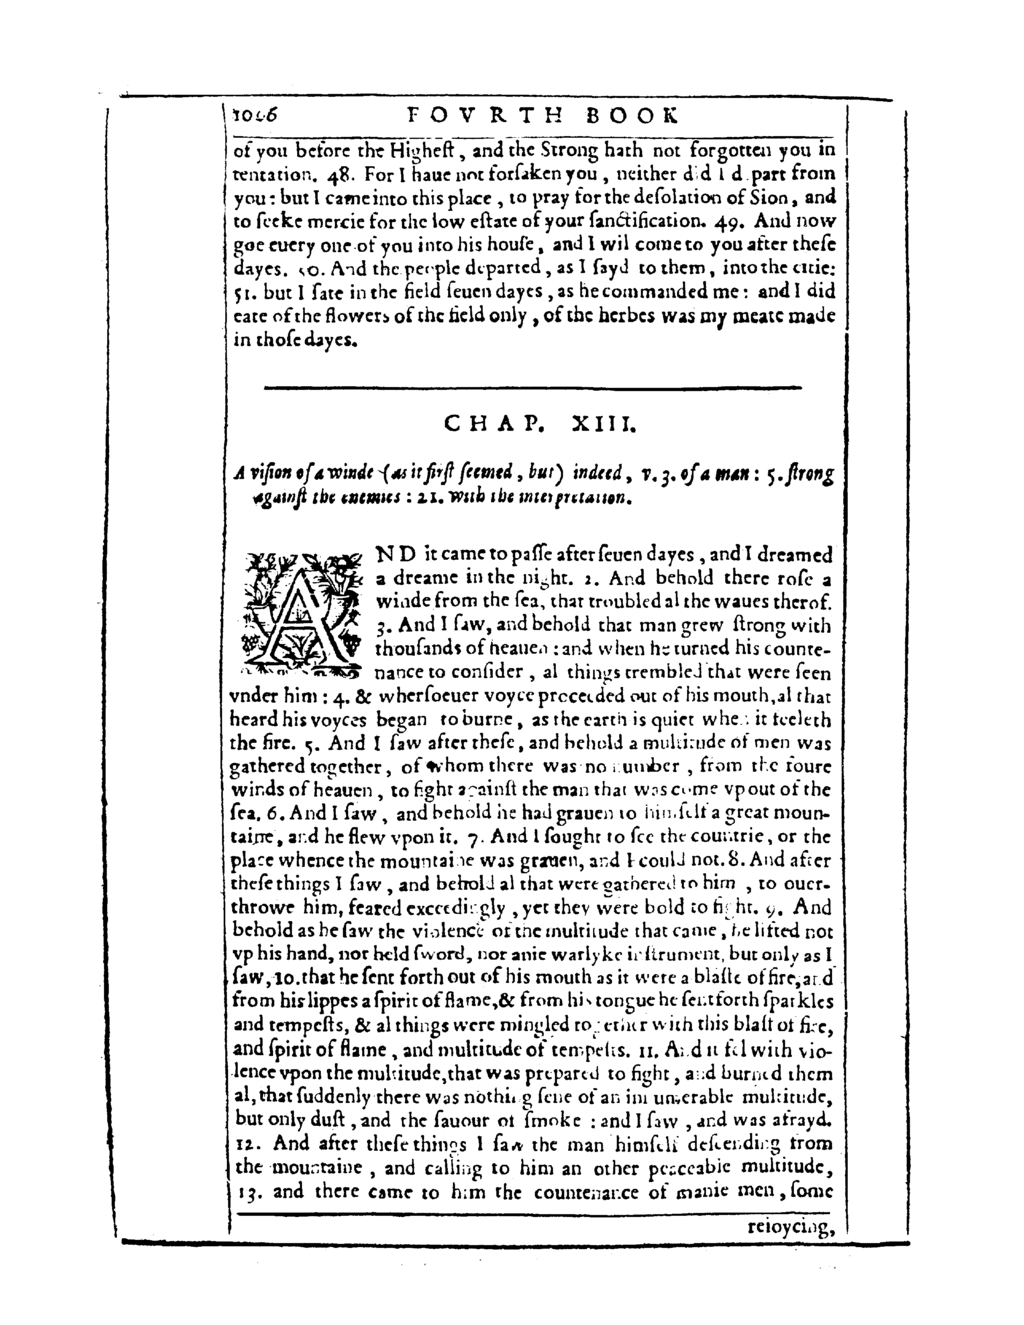 FOVRTH BOOK
of you before the Higheſt, and the Strong hath not forgotten you in
tentation. 48. For I haue not forſaken you, neither did I depart from
you: but I came into this place, to pray for the deſolation of Sion, and
to ſeeke mercie for the low eſtate of your ſanctification. 49. And now
goe euery one of you into his houſe, and I wil come to you after theſe
dayes. 50. And the people departed, as I ſayd to them, into the citie:
51. but I ſate in the field ſeuen dayes, as he commanded me: and I did
eate of the flowers of the field only, of the herbes was my meate made
in thoſe dayes.
CHAP. XIII.
A viſion of a winde (as it firſt ſeemed, but) indeed, v. 3. of a man: 5. ſtrong
againſt the enemies: 21. With the interpretation.
AND it came to paſſe after ſeuen dayes, and I dreamed
a dreame in the night. 2. And behold there roſe a
winde from the ſea, that troubled al the waues therof.
3. And I ſaw, and behold that man grew ſtrong with
thouſands of heauen: and when he turned his counte-
nance to conſider, al things trembled that were ſeen
vnder him: 4. & wherſoeuer voyce proceeded out of his mouth, al that
heard his voyces began to burne, as the earth is quiet when it feeleth
the fire. 5. And I ſaw after theſe, and behold a multitude of men was
gathered together, of whom there was no number, from the foure
winds of heauen, to fight againſt the man that was come vp out of the
ſea. 6. And I ſaw, and behold he had grauen to himſelf a great moun-
taine, and he flew vpon it. 7. And I ſought to ſee the countrie, or the
place whence the mountaine was grauen, and I could not. 8. And after
theſe things I ſaw, and behold al that were gathered to him, to ouer-
throwe him, feared exceedingly, yet they were bold to fight. 9. And
behold as he ſaw the violence of the multitude that came, he lifted not
vp his hand, nor held ſword, nor anie warlyke inſtrument, but only as I
ſaw, 10. that he ſent forth out of his mouth as it were a blaſte of fire, and
from his lippes a ſpirit of flame, & from his tongue he ſent forth ſparkles
and tempeſts, & al things were mingled together with this blaſt of fire,
and ſpirit of flame, and multitude of tempeſts. 11. And it fel with vio-
lence vpon the multitude, that was prepared to fight, and burned them
al, that ſuddenly there was nothing ſene of an innumerable multitude,
but only duſt, and the ſauour of ſmoke: and I ſaw, and was afrayd.
12. And after theſe things I ſaw the man himſelf deſcending from
the mountaine, and calling to him an other peaceable multitude,
13. and there came to him the countenance of manie men, ſome
reioycing,